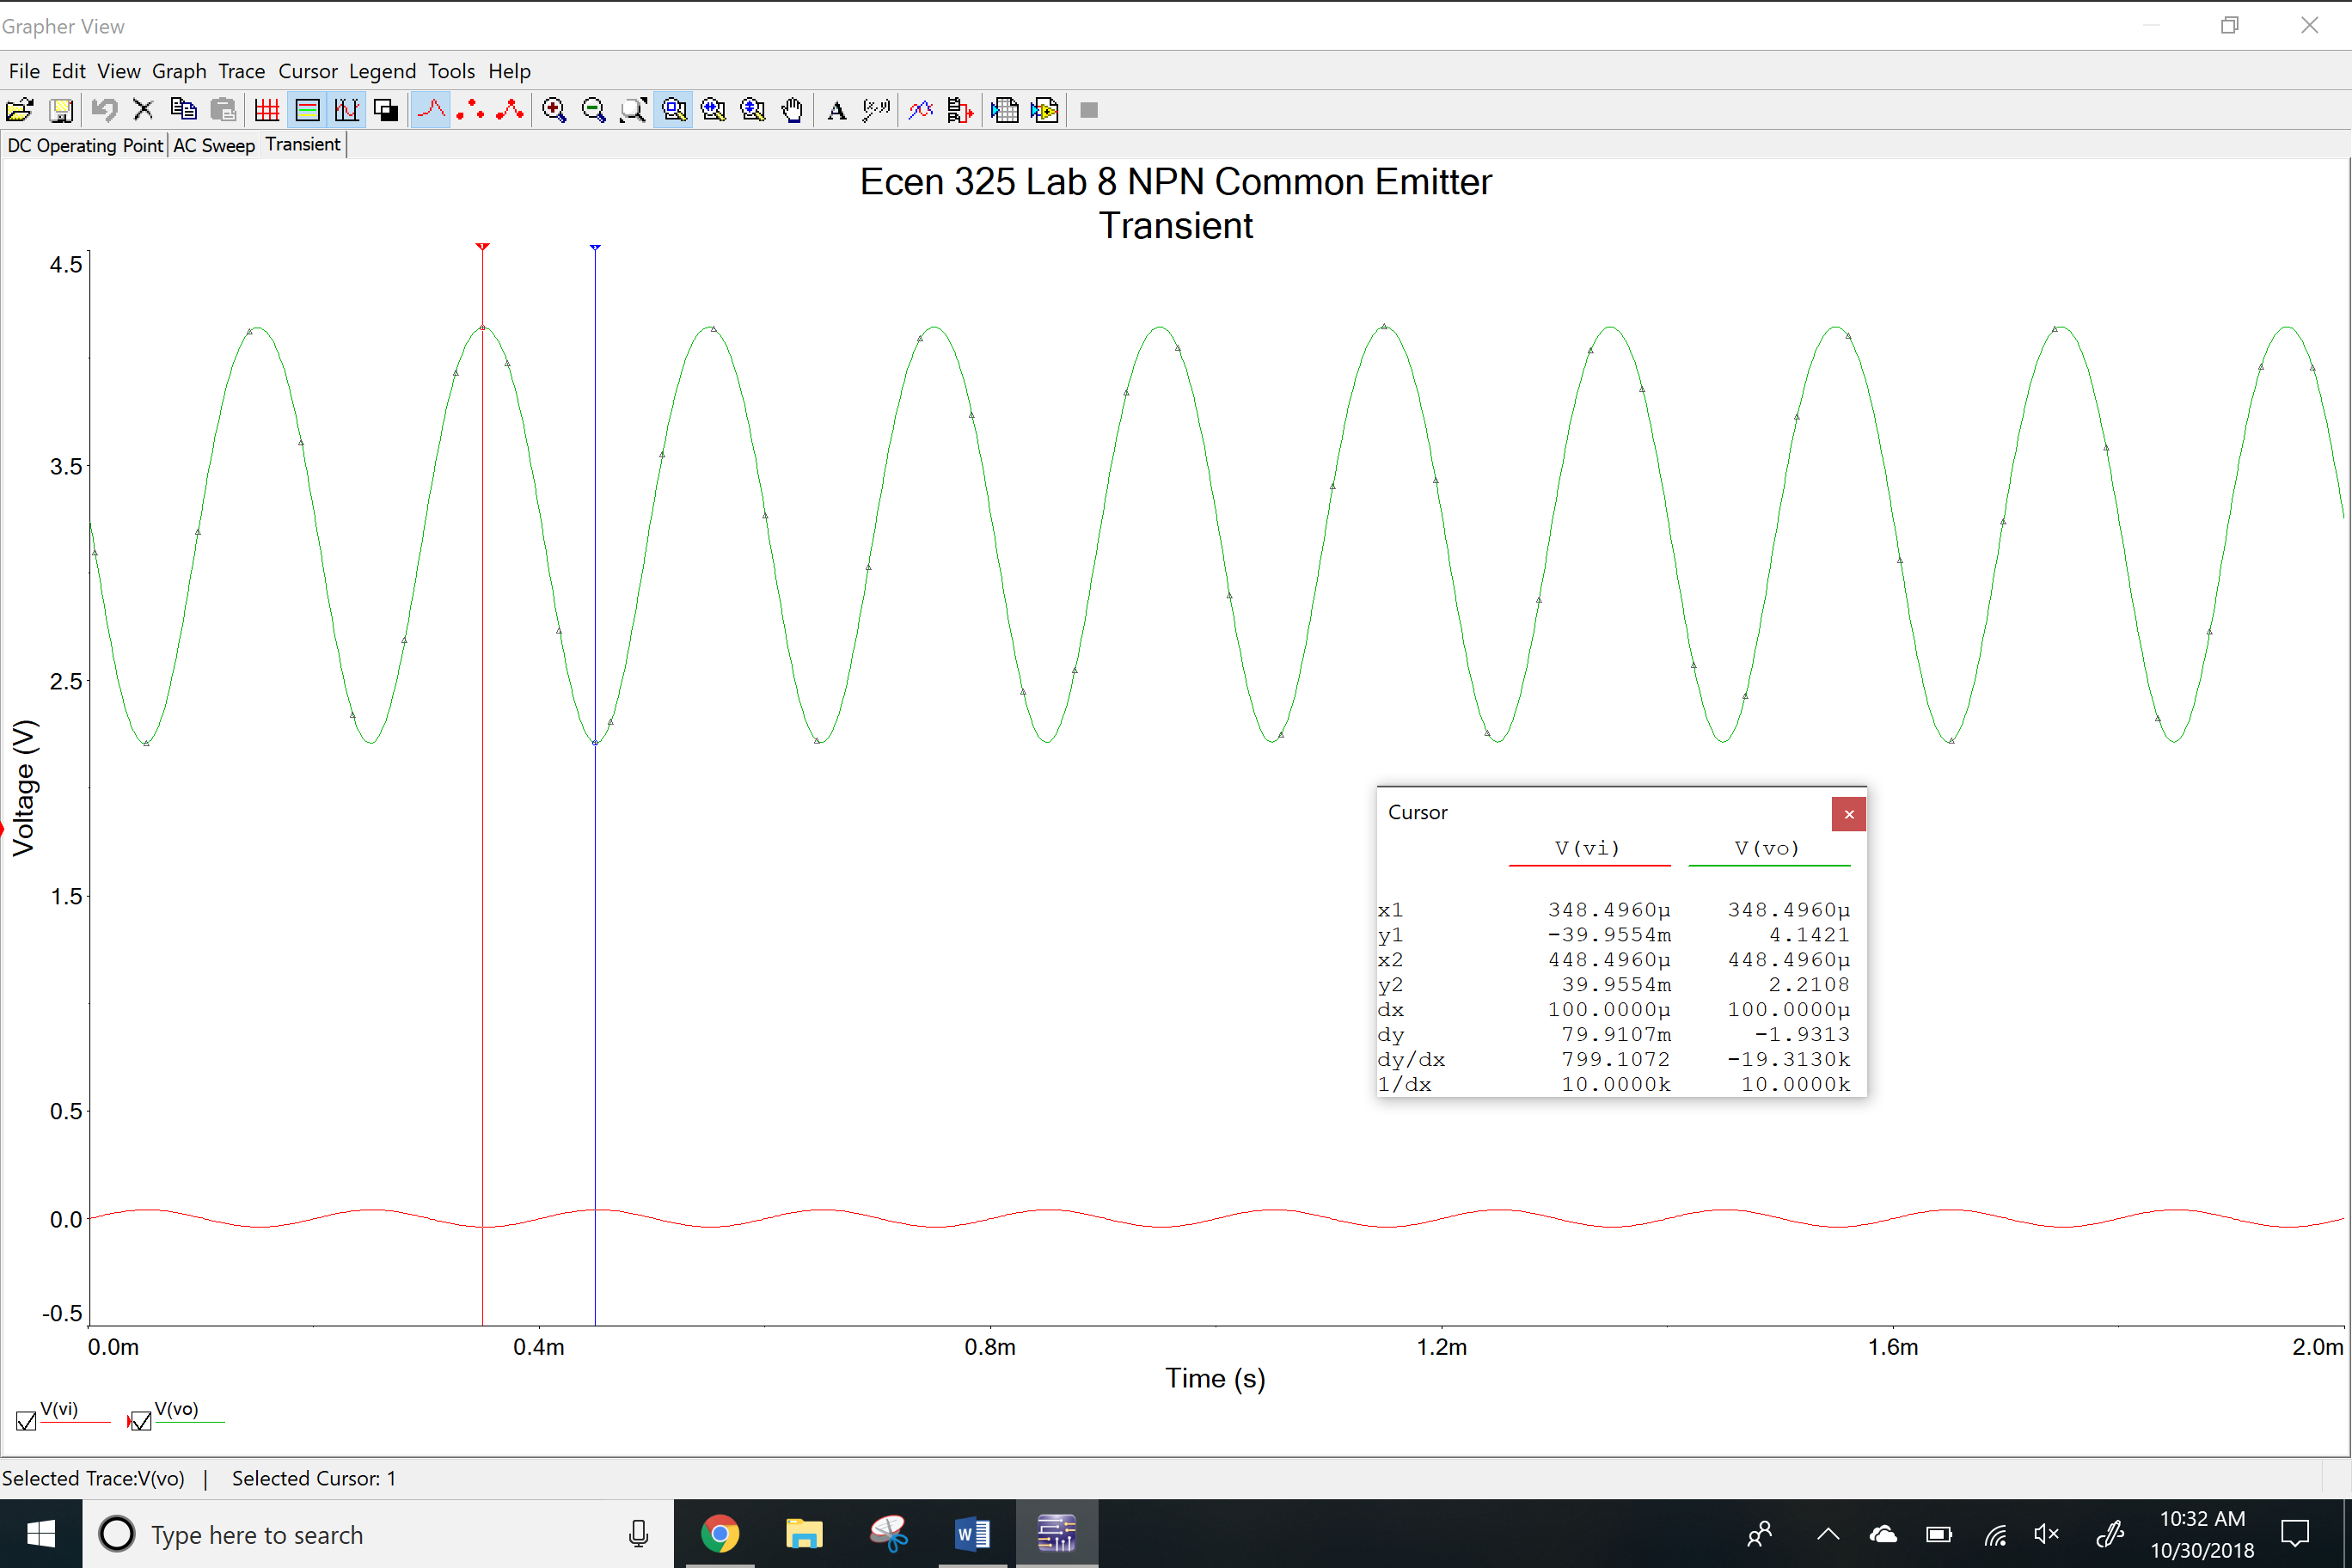 Grapher View
File Edit View Graph Trace Cursor Legend Tools Help
DC Operating Point AC Sweep Transient
Ecen 325 Lab 8 NPN Common Emitter
Transient
4.5
3.5
2.5
1.5
0.5
0.0
-0.5
Voltage (V)
0.0m 0.4m 0.8m 1.2m 1.6m 2.0m
Time (s)
Cursor
V(vi) V(vo)
x1 348.4960µ 348.4960µ
y1 -39.9554m 4.1421
x2 448.4960µ 448.4960µ
y2 39.9554m 2.2108
dx 100.0000µ 100.0000µ
dy 79.9107m -1.9313
dy/dx 799.1072 -19.3130k
1/dx 10.0000k 10.0000k
V(vi) V(vo)
Selected Trace:V(vo) | Selected Cursor: 1
Type here to search
10:32 AM
10/30/2018